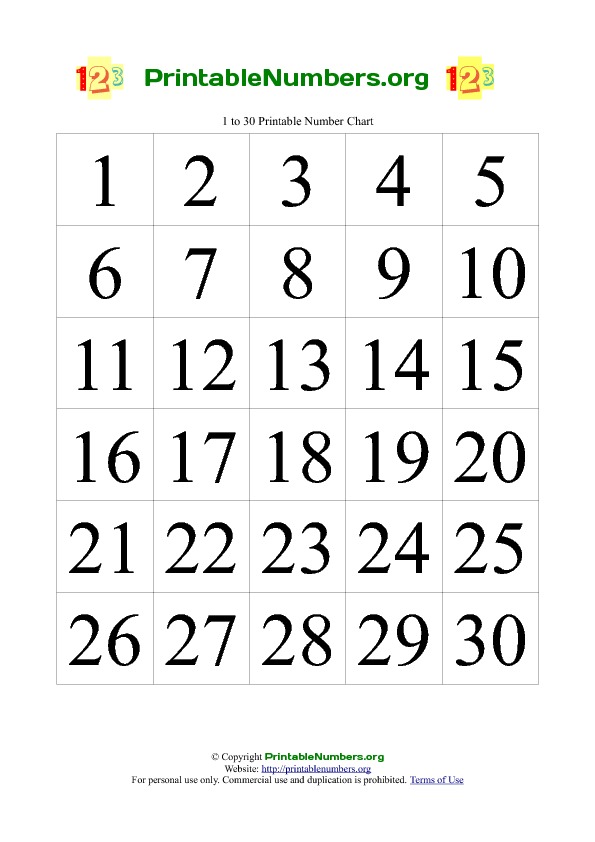 123 PrintableNumbers.org 123
1 to 30 Printable Number Chart
1 2 3 4 5
6 7 8 9 10
11 12 13 14 15
16 17 18 19 20
21 22 23 24 25
26 27 28 29 30
© Copyright PrintableNumbers.org
Website: http://printablenumbers.org
For personal use only. Commercial use and duplication is prohibited. Terms of Use